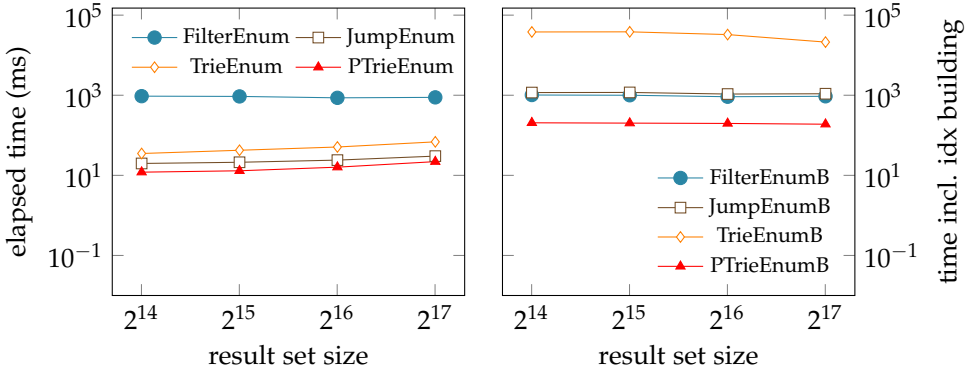 elapsed time (ms)
10^5
10^3
10^1
10^−1
FilterEnum
JumpEnum
TrieEnum
PTrieEnum
2^14
2^15
2^16
2^17
result set size
FilterEnumB
JumpEnumB
TrieEnumB
PTrieEnumB
2^14
2^15
2^16
2^17
result set size
10^5
10^3
10^1
10^−1
time incl. idx building